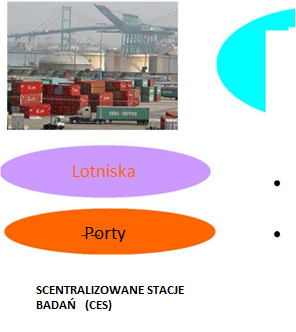 Lotniska
Porty
SCENTRALIZOWANE STACJE
BADAŃ (CES)